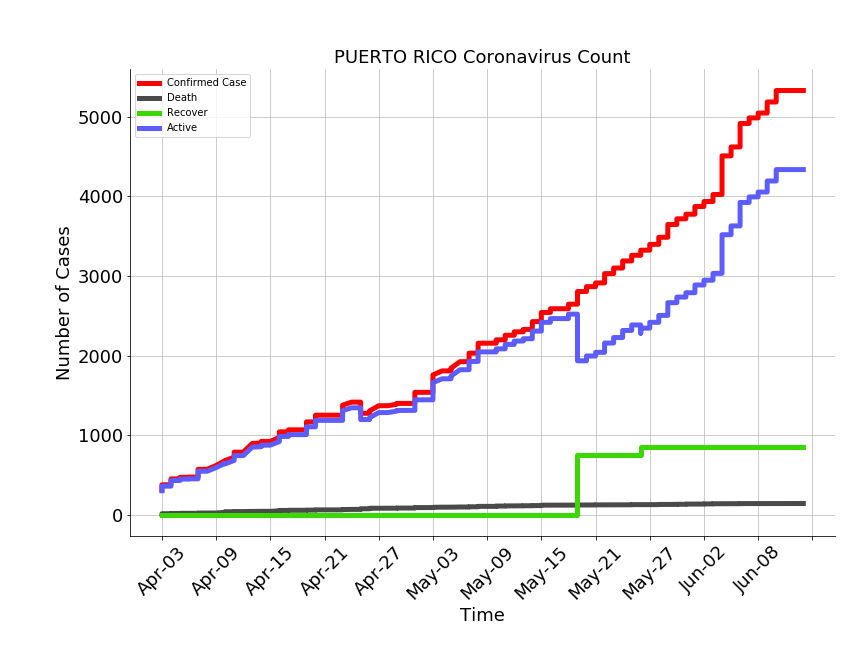 PUERTO RICO Coronavirus Count
Confirmed Case
Death
Recover
Active
5000
4000
3000
2000
1000
0
Number of Cases
Apr-03
Apr-09
Apr-15
Apr-21
Apr-27
May-03
May-09
May-15
May-21
May-27
Jun-02
Jun-08
Time